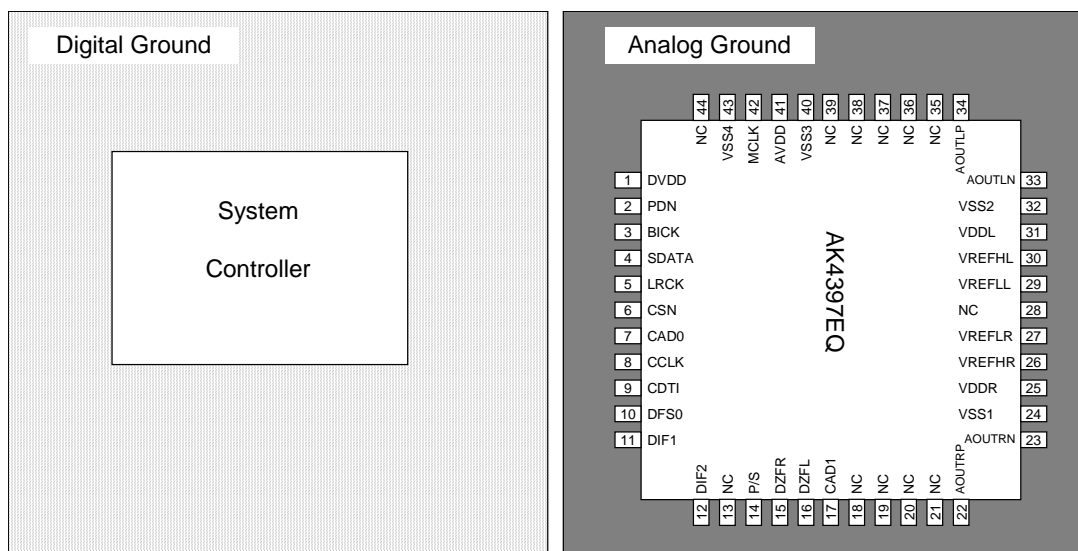 Digital Ground
Analog Ground
System
Controller
AK4397EQ
44 NC
43 VSS4
42 MCLK
41 AVDD
40 VSS3
39 NC
38 NC
37 NC
36 NC
35 NC
34 AOUTLP
1 DVDD
2 PDN
3 BICK
4 SDATA
5 LRCK
6 CSN
7 CAD0
8 CCLK
9 CDTI
10 DFS0
11 DIF1
AOUTLN 33
VSS2 32
VDDL 31
VREFHL 30
VREFLL 29
NC 28
VREFLR 27
VREFHR 26
VDDR 25
VSS1 24
AOUTRN 23
12 DIF2
13 NC
14 P/S
15 DZFR
16 DZFL
17 CAD1
18 NC
19 NC
20 NC
21 NC
22 AOUTRP